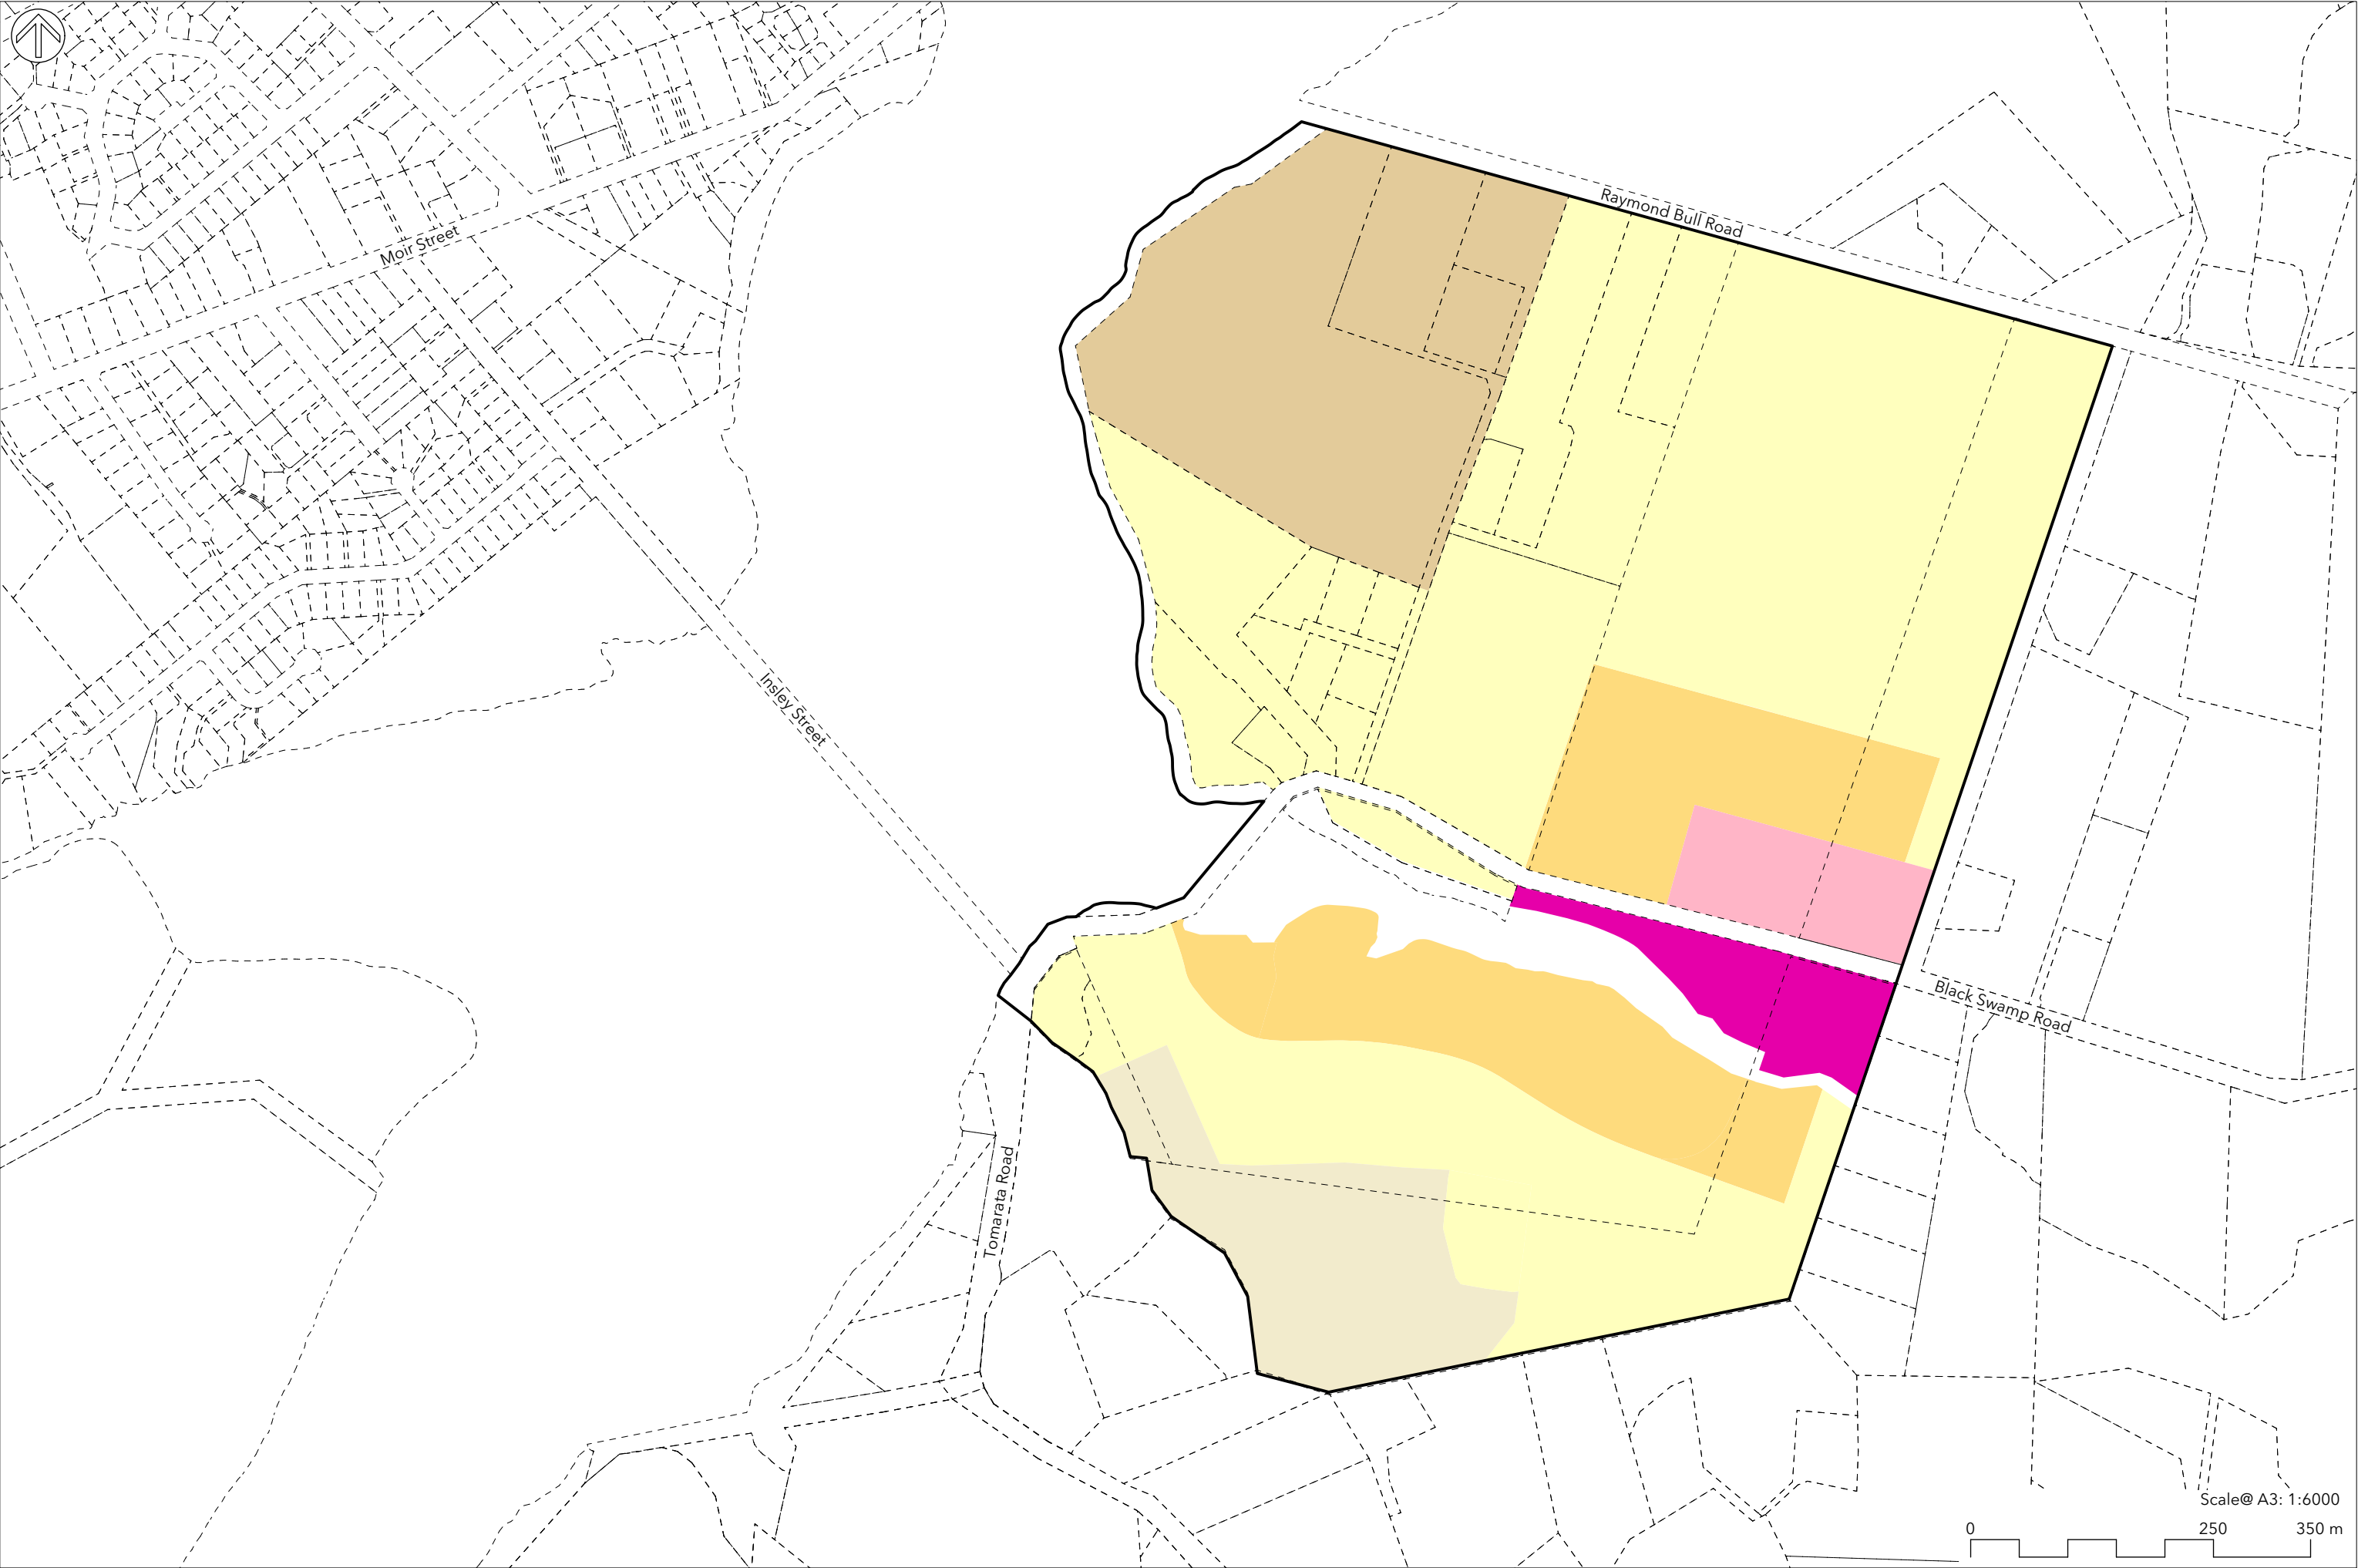 Raymond Bull Road
Moir Street
Insley Street
Black Swamp Road
Tomarata Road
Scale@ A3: 1:6000
0 250 350 m